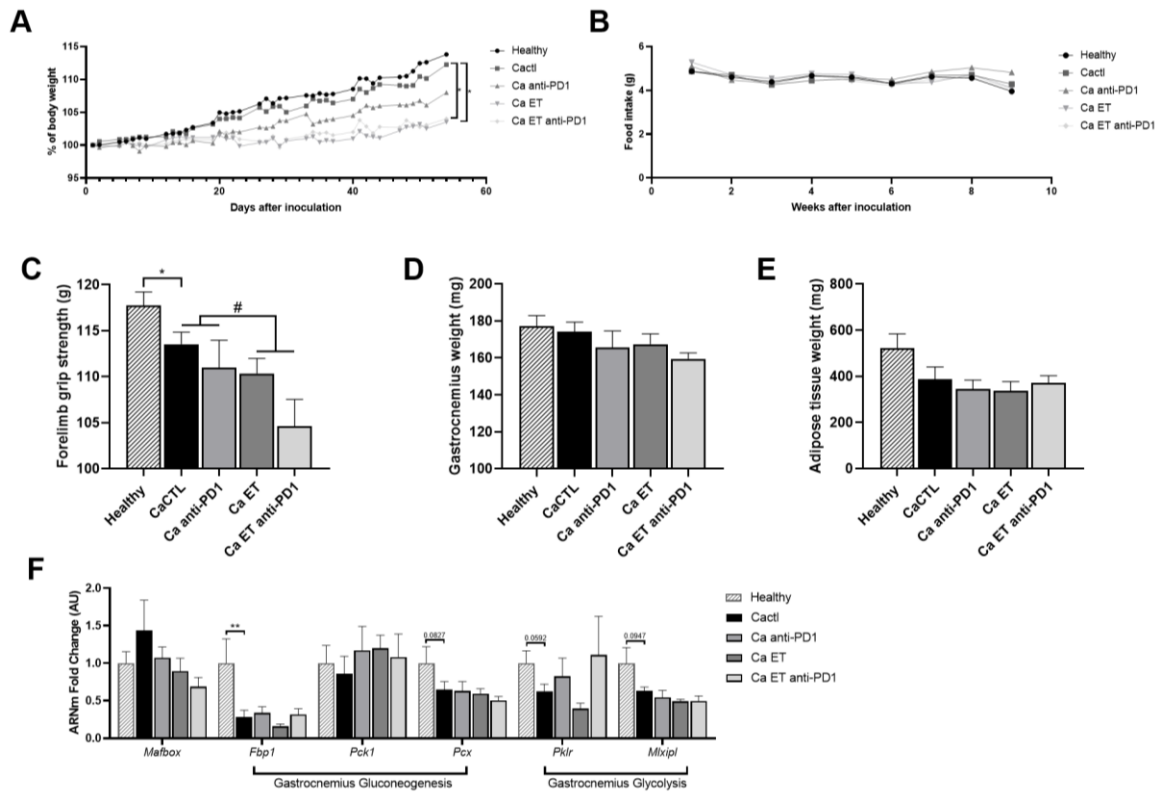 A
% of body weight
115
110
105
100
95
0
20
40
60
Days after inoculation
Healthy
Cactl
Ca anti-PD1
Ca ET
Ca ET anti-PD1
*
*
B
Food intake (g)
6
4
2
0
0
2
4
6
8
10
Weeks after inoculation
Healthy
Cactl
Ca anti-PD1
Ca ET
Ca ET anti-PD1
C
Forelimb grip strength (g)
120
115
110
105
100
*
#
Healthy
CaCTL
Ca anti-PD1
Ca ET
Ca ET anti-PD1
D
Gastrocnemius weight (mg)
200
180
160
140
120
100
Healthy
CaCTL
Ca anti-PD1
Ca ET
Ca ET anti-PD1
E
Adipose tissue weight (mg)
800
600
400
200
0
Healthy
CaCTL
Ca anti-PD1
Ca ET
Ca ET anti-PD1
F
ARNm Fold Change (AU)
2.0
1.5
1.0
0.5
0.0
**
0.0827
0.0592
0.0947
Mafbox
Fbp1
Pck1
Pcx
Pklr
Mlxipl
Gastrocnemius Gluconeogenesis
Gastrocnemius Glycolysis
Healthy
Cactl
Ca anti-PD1
Ca ET
Ca ET anti-PD1